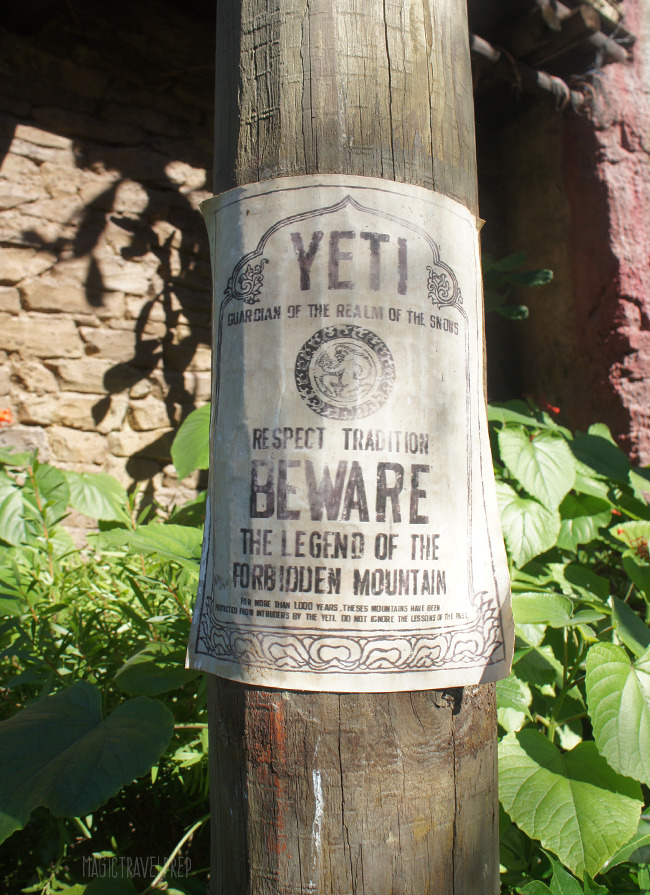 YETI
GUARDIAN OF THE REALM OF THE SNOWS
RESPECT TRADITION
BEWARE
THE LEGEND OF THE
FORBIDDEN MOUNTAIN
FOR MORE THAN 1,000 YEARS, THESES MOUNTAINS HAVE BEEN
PROTECTED FROM INTRUDERS BY THE YETI. DO NOT IGNORE THE LESSONS OF THE PAST
MAGICTRAVELPREP